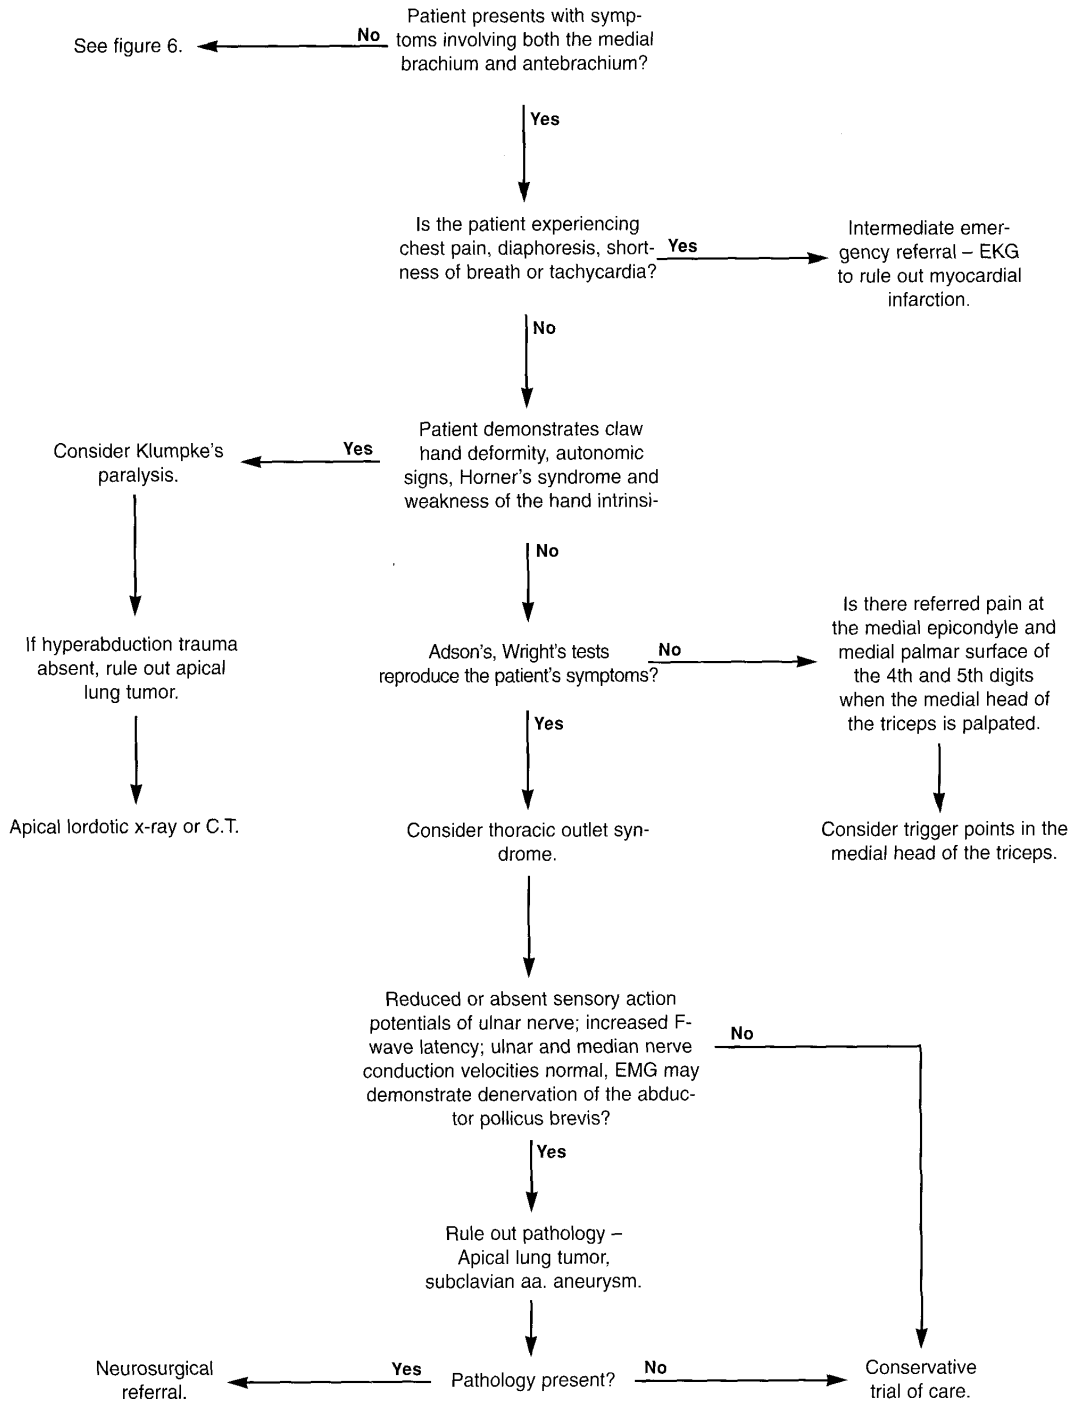 Patient presents with symp-
toms involving both the medial
brachium and antebrachium?
No
See figure 6.
Yes
Is the patient experiencing
chest pain, diaphoresis, short-
ness of breath or tachycardia?
Yes
Intermediate emer-
gency referral – EKG
to rule out myocardial
infarction.
No
Patient demonstrates claw
hand deformity, autonomic
signs, Horner's syndrome and
weakness of the hand intrinsi-
Yes
Consider Klumpke's
paralysis.
If hyperabduction trauma
absent, rule out apical
lung tumor.
Apical lordotic x-ray or C.T.
No
Adson's, Wright's tests
reproduce the patient's symptoms?
No
Is there referred pain at
the medial epicondyle and
medial palmar surface of
the 4th and 5th digits
when the medial head of
the triceps is palpated.
Consider trigger points in the
medial head of the triceps.
Yes
Consider thoracic outlet syn-
drome.
Reduced or absent sensory action
potentials of ulnar nerve; increased F-
wave latency; ulnar and median nerve
conduction velocities normal, EMG may
demonstrate denervation of the abduc-
tor pollicus brevis?
No
Yes
Rule out pathology –
Apical lung tumor,
subclavian aa. aneurysm.
Pathology present?
Yes
Neurosurgical
referral.
No
Conservative
trial of care.